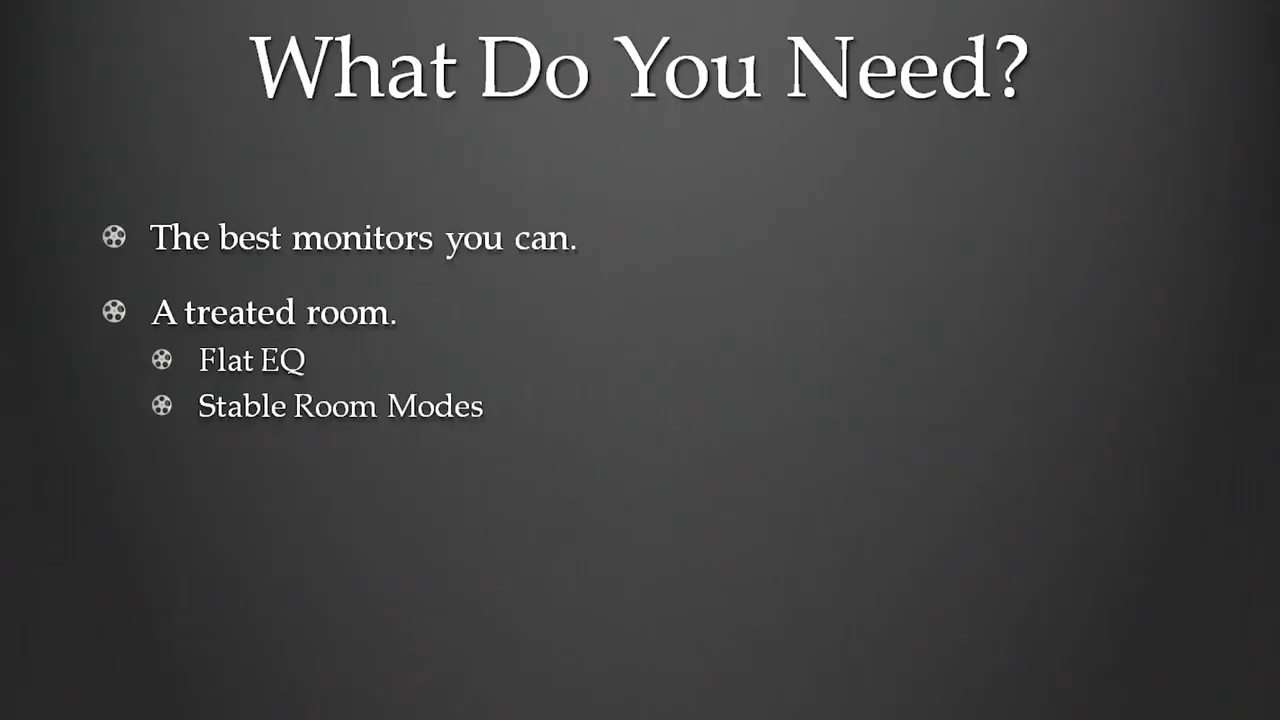 What Do You Need?
The best monitors you can.
A treated room.
Flat EQ
Stable Room Modes